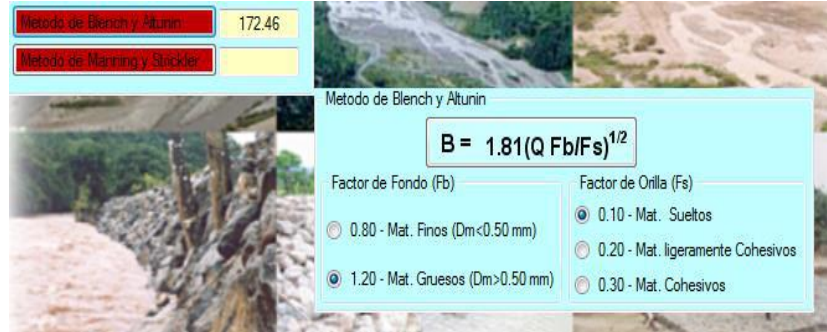 Metodo de Blench y Altunin 172.46
Metodo de Manning y Strickler
Metodo de Blench y Altunin
B = 1.81(Q Fb/Fs)1/2
Factor de Fondo (Fb)
0.80 - Mat. Finos (Dm<0.50 mm)
1.20 - Mat. Gruesos (Dm>0.50 mm)
Factor de Orilla (Fs)
0.10 - Mat. Sueltos
0.20 - Mat. ligeramente Cohesivos
0.30 - Mat. Cohesivos